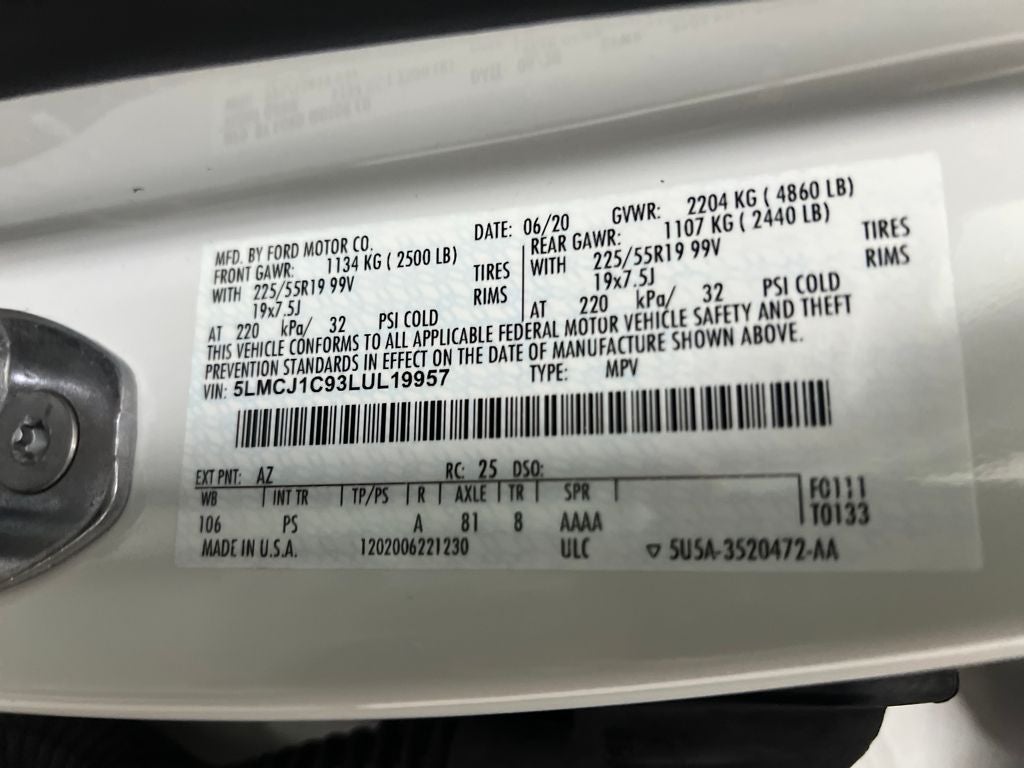 MFD. BY FORD MOTOR CO.
DATE: 06/20
GVWR: 2204 KG ( 4860 LB)
FRONT GAWR: 1134 KG ( 2500 LB)
WITH 225/55R19 99V TIRES
19x7.5J RIMS
AT 220 kPa/ 32 PSI COLD
REAR GAWR: 1107 KG ( 2440 LB)
WITH 225/55R19 99V TIRES
19x7.5J RIMS
AT 220 kPa/ 32 PSI COLD
THIS VEHICLE CONFORMS TO ALL APPLICABLE FEDERAL MOTOR VEHICLE SAFETY AND THEFT
PREVENTION STANDARDS IN EFFECT ON THE DATE OF MANUFACTURE SHOWN ABOVE.
VIN: 5LMCJ1C93LUL19957 TYPE: MPV
EXT PNT: AZ RC: 25 DSO:
WB INT TR TP/PS R AXLE TR SPR
F0111
106 PS A 81 8 AAAA
T0133
MADE IN U.S.A. 1202006221230 ULC ▽ 5U5A-3520472-AA